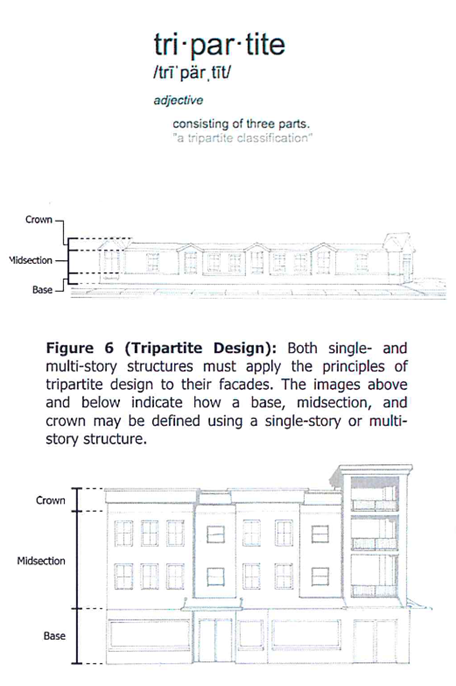 tri·par·tite
/trīˈpärˌtīt/
adjective
consisting of three parts.
"a tripartite classification"
Crown
Midsection
Base
Figure 6 (Tripartite Design): Both single- and
multi-story structures must apply the principles of
tripartite design to their facades. The images above
and below indicate how a base, midsection, and
crown may be defined using a single-story or multi-
story structure.
Crown
Midsection
Base